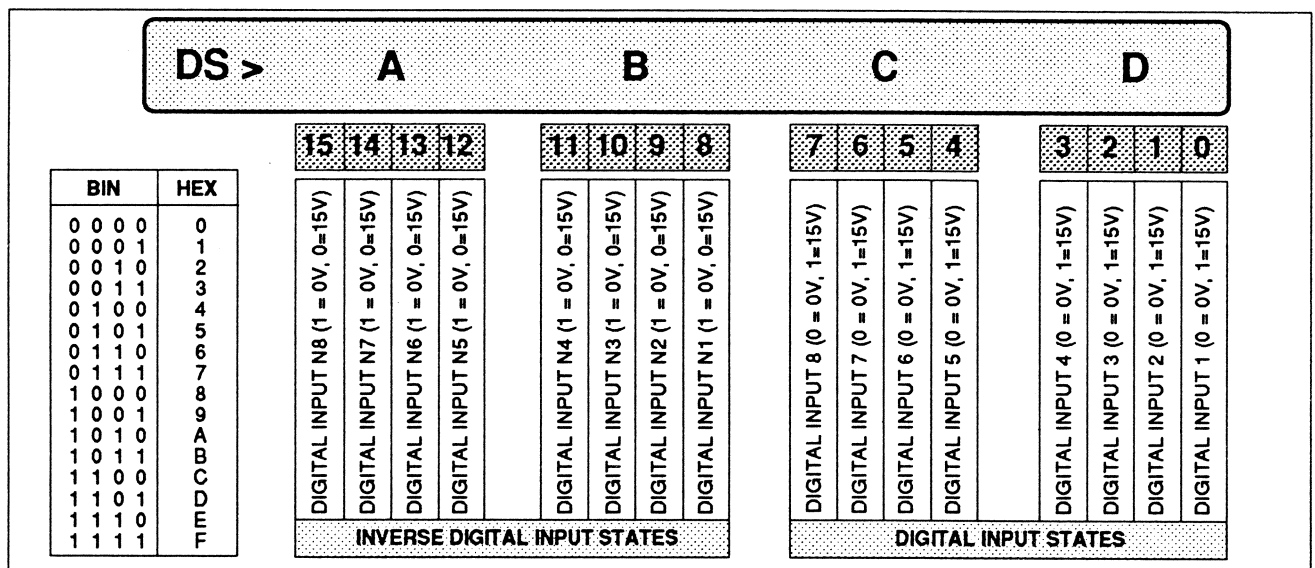 DS > A B C D
15 14 13 12 11 10 9 8 7 6 5 4 3 2 1 0
BIN HEX
0 0 0 0 0
0 0 0 1 1
0 0 1 0 2
0 0 1 1 3
0 1 0 0 4
0 1 0 1 5
0 1 1 0 6
0 1 1 1 7
1 0 0 0 8
1 0 0 1 9
1 0 1 0 A
1 0 1 1 B
1 1 0 0 C
1 1 0 1 D
1 1 1 0 E
1 1 1 1 F
DIGITAL INPUT N8 (1 = 0V, 0=15V)
DIGITAL INPUT N7 (1 = 0V, 0=15V)
DIGITAL INPUT N6 (1 = 0V, 0=15V)
DIGITAL INPUT N5 (1 = 0V, 0=15V)
DIGITAL INPUT N4 (1 = 0V, 0=15V)
DIGITAL INPUT N3 (1 = 0V, 0=15V)
DIGITAL INPUT N2 (1 = 0V, 0=15V)
DIGITAL INPUT N1 (1 = 0V, 0=15V)
DIGITAL INPUT 8 (0 = 0V, 1=15V)
DIGITAL INPUT 7 (0 = 0V, 1=15V)
DIGITAL INPUT 6 (0 = 0V, 1=15V)
DIGITAL INPUT 5 (0 = 0V, 1=15V)
DIGITAL INPUT 4 (0 = 0V, 1=15V)
DIGITAL INPUT 3 (0 = 0V, 1=15V)
DIGITAL INPUT 2 (0 = 0V, 1=15V)
DIGITAL INPUT 1 (0 = 0V, 1=15V)
INVERSE DIGITAL INPUT STATES
DIGITAL INPUT STATES